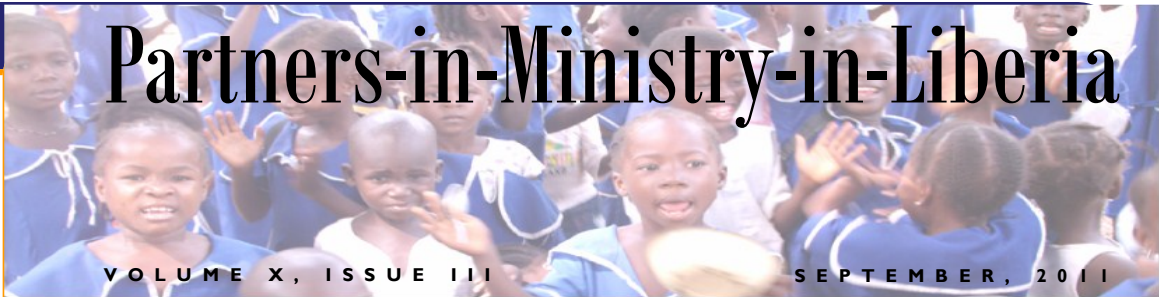 Partners-in-Ministry-in-Liberia
VOLUME X, ISSUE III SEPTEMBER, 2011